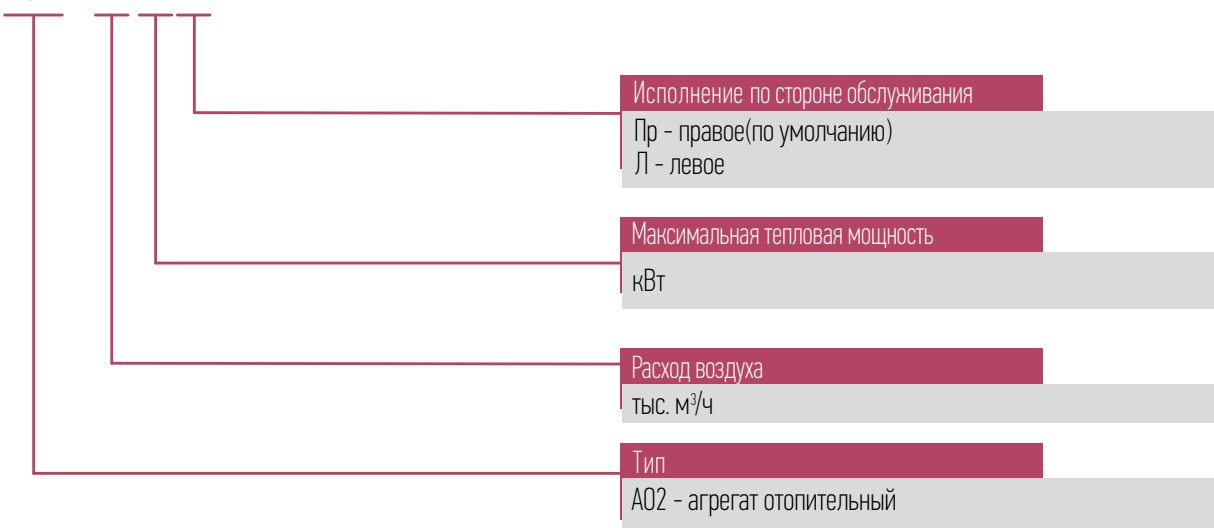 Исполнение по стороне обслуживания
Пр - правое(по умолчанию)
Л - левое
Максимальная тепловая мощность
кВт
Расход воздуха
тыс. м³/ч
Тип
АО2 - агрегат отопительный